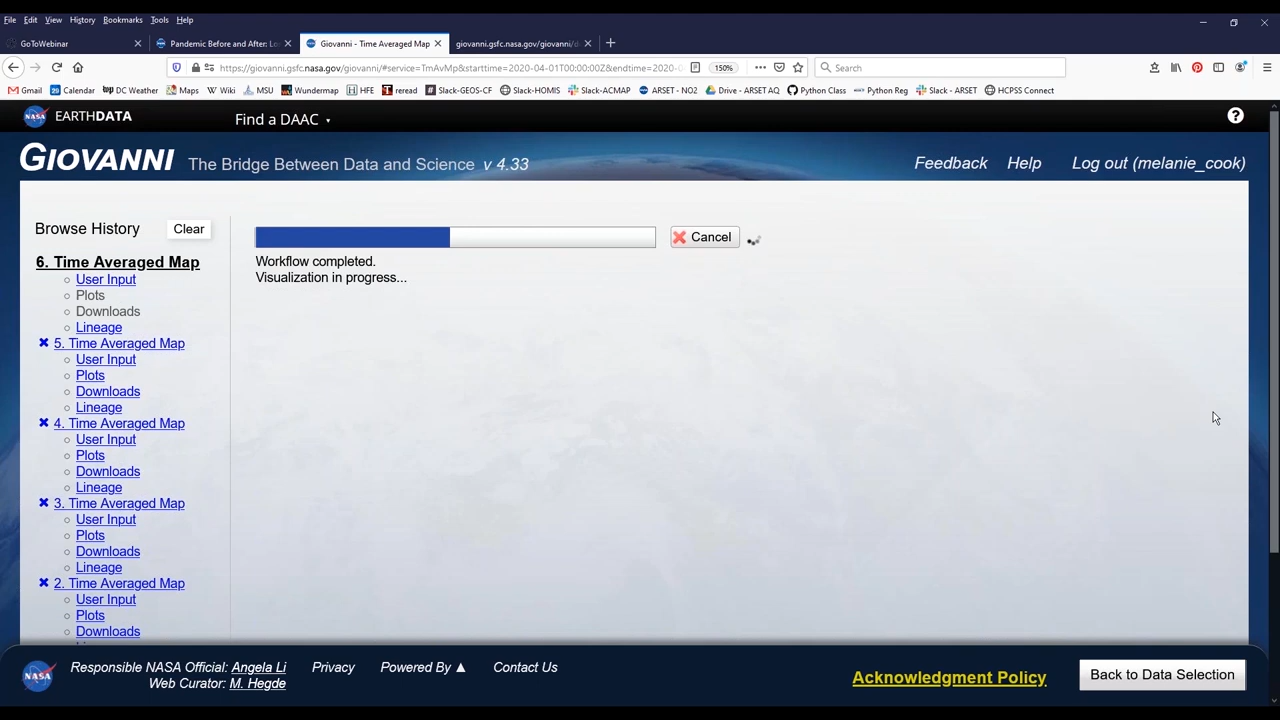 File Edit View History Bookmarks Tools Help
GoToWebinar
Pandemic Before and After: Lo
Giovanni - Time Averaged Map
giovanni.gsfc.nasa.gov/giovanni/d
https://giovanni.gsfc.nasa.gov/giovanni/#service=TmAvMp&starttime=2020-04-01T00:00:00Z&endtime=2020-0
150%
Search
Gmail Calendar DC Weather Maps Wiki MSU Wundermap HFE reread Slack-GEOS-CF Slack-HOMIS Slack-ACMAP ARSET - NO2 Drive - ARSET AQ Python Class Python Reg Slack - ARSET HCPSS Connect
NASA EARTHDATA Find a DAAC
GIOVANNI The Bridge Between Data and Science v 4.33 Feedback Help Log out (melanie_cook)
Browse History Clear
Cancel
Workflow completed.
Visualization in progress...
6. Time Averaged Map
User Input
Plots
Downloads
Lineage
5. Time Averaged Map
User Input
Plots
Downloads
Lineage
4. Time Averaged Map
User Input
Plots
Downloads
Lineage
3. Time Averaged Map
User Input
Plots
Downloads
Lineage
2. Time Averaged Map
User Input
Plots
Downloads
NASA
Responsible NASA Official: Angela Li Privacy Powered By ▲ Contact Us
Web Curator: M. Hegde
Acknowledgment Policy
Back to Data Selection